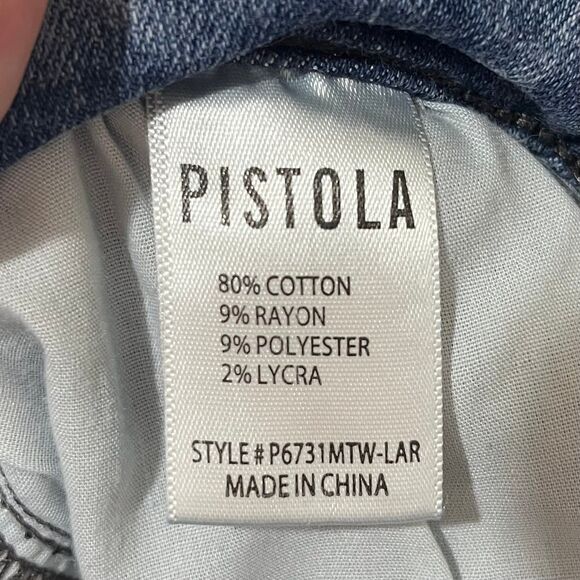 PISTOLA
80% COTTON
9% RAYON
9% POLYESTER
2% LYCRA
STYLE# P6731MTW-LAR
MADE IN CHINA